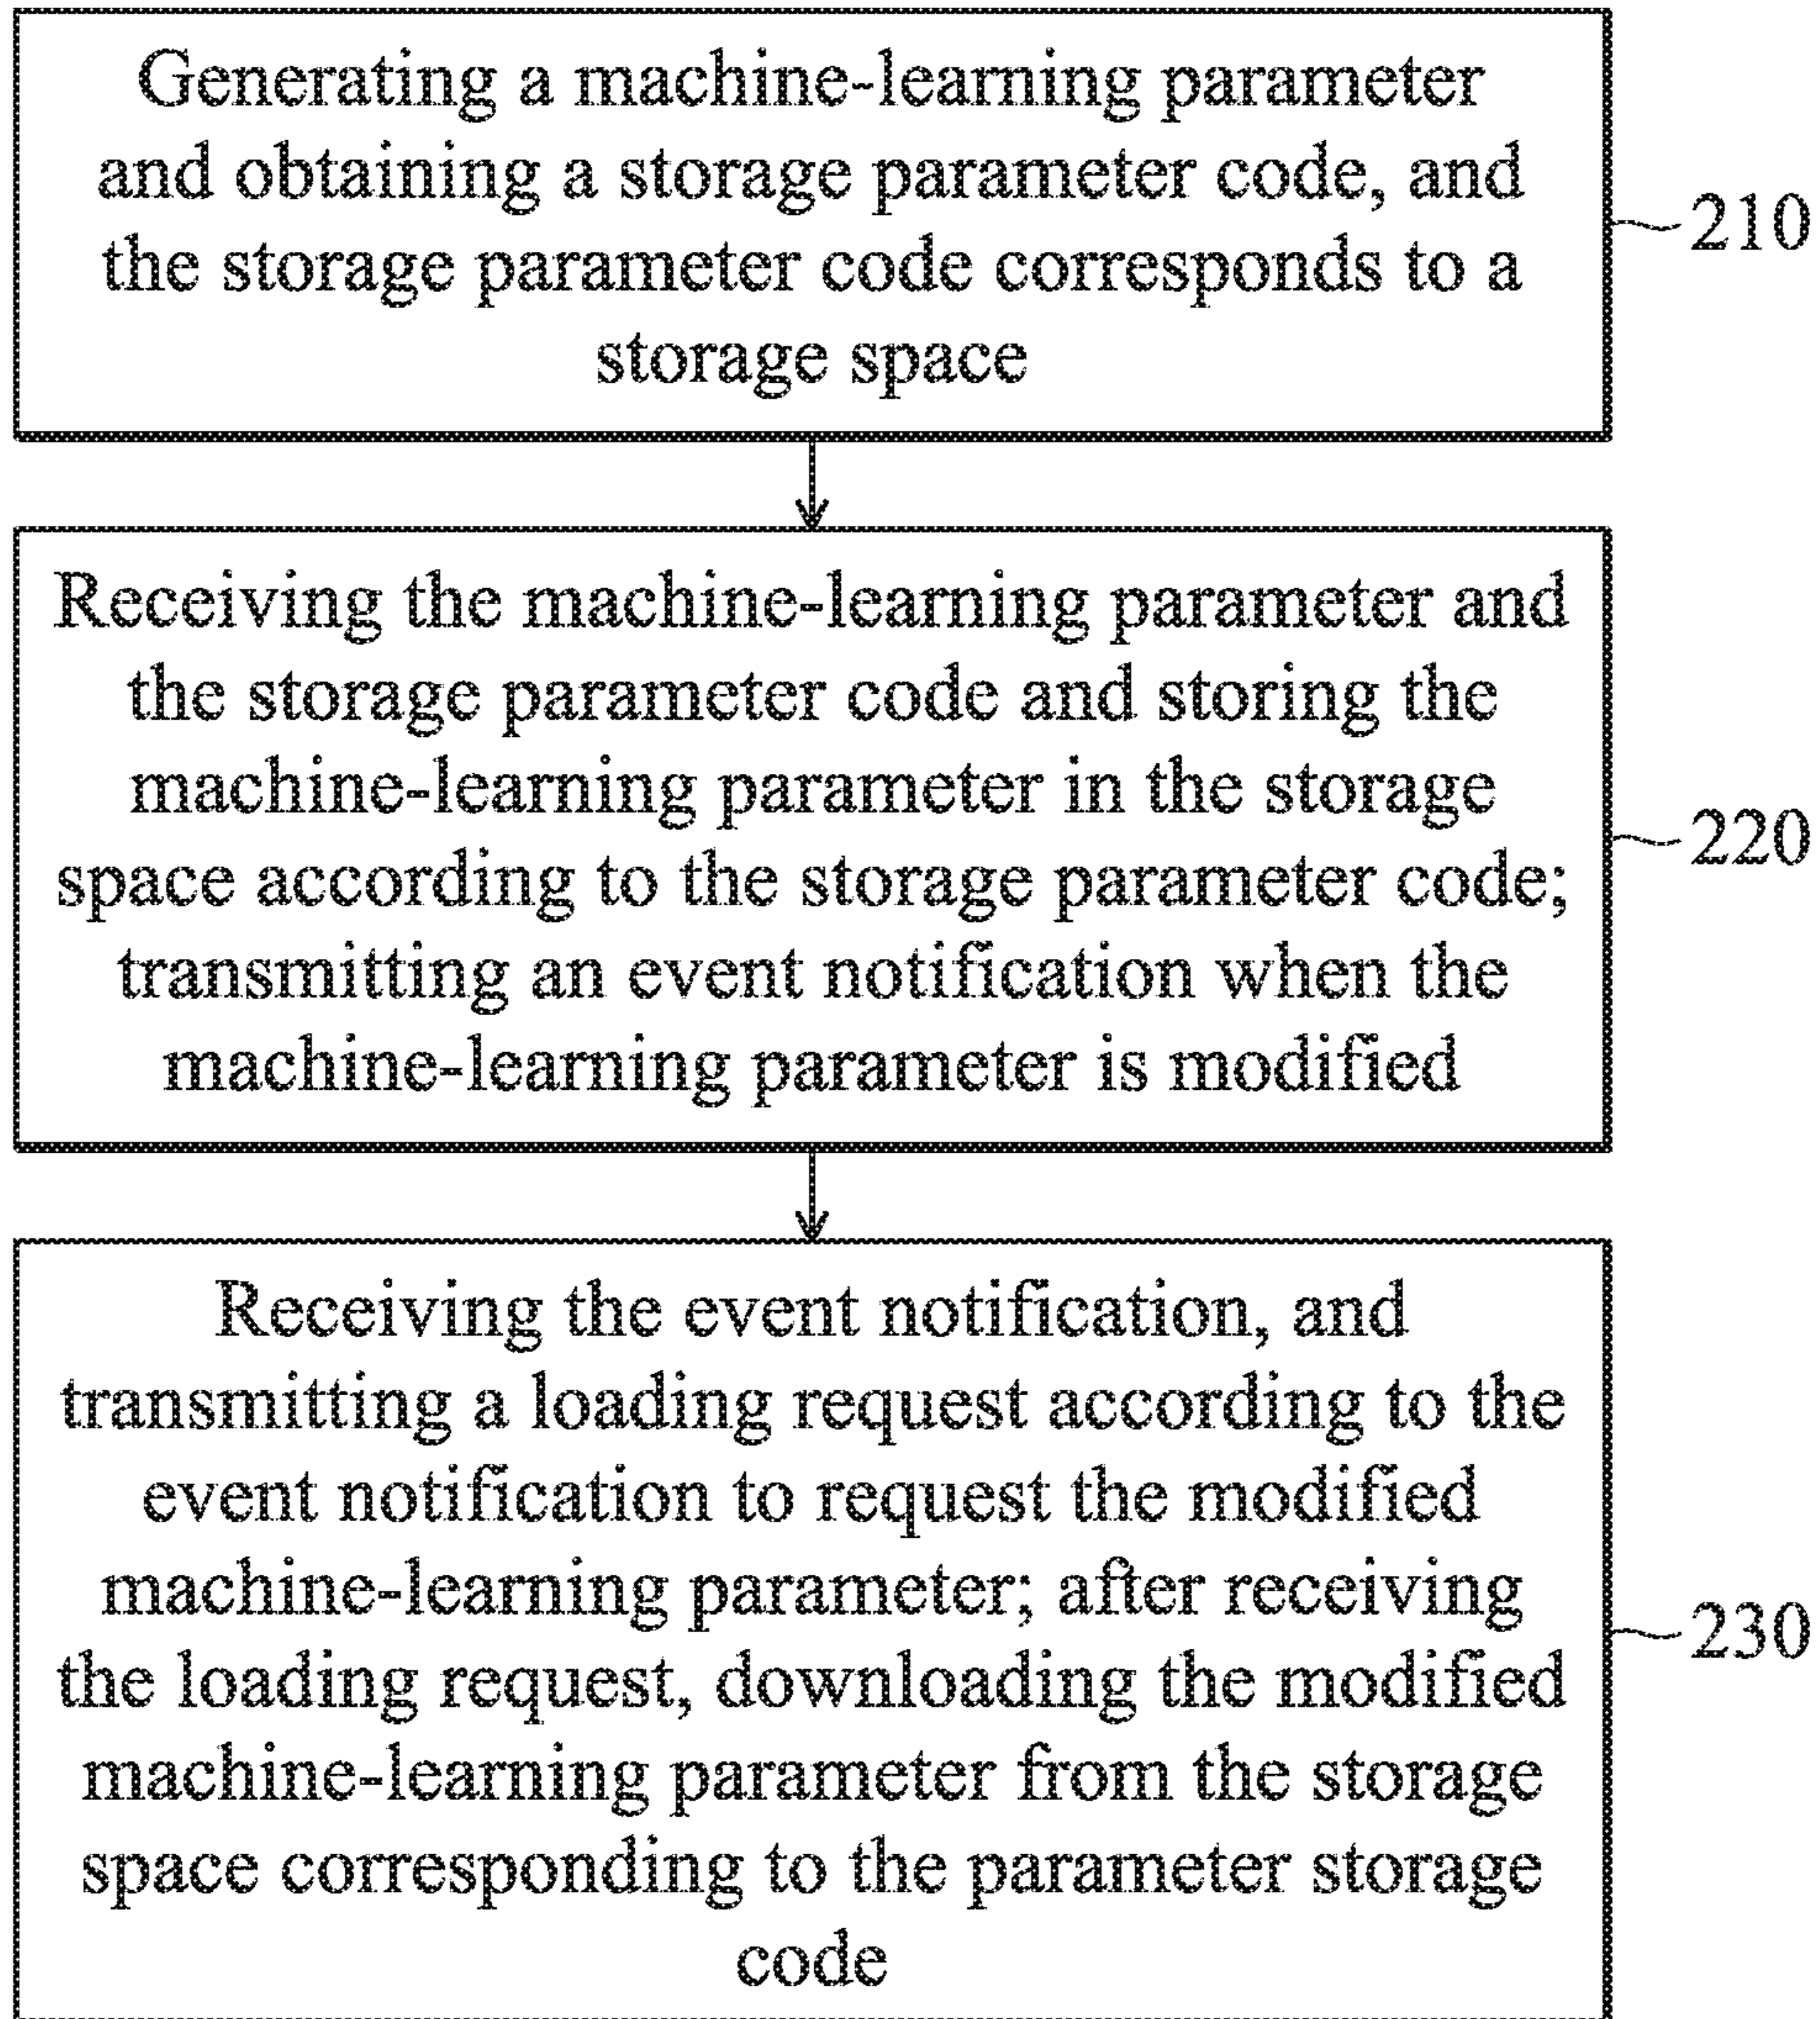 Generating a machine-learning parameter
and obtaining a storage parameter code, and
the storage parameter code corresponds to a
storage space
210
Receiving the machine-learning parameter and
the storage parameter code and storing the
machine-learning parameter in the storage
space according to the storage parameter code;
transmitting an event notification when the
machine-learning parameter is modified
220
Receiving the event notification, and
transmitting a loading request according to the
event notification to request the modified
machine-learning parameter; after receiving
the loading request, downloading the modified
machine-learning parameter from the storage
space corresponding to the parameter storage
code
230